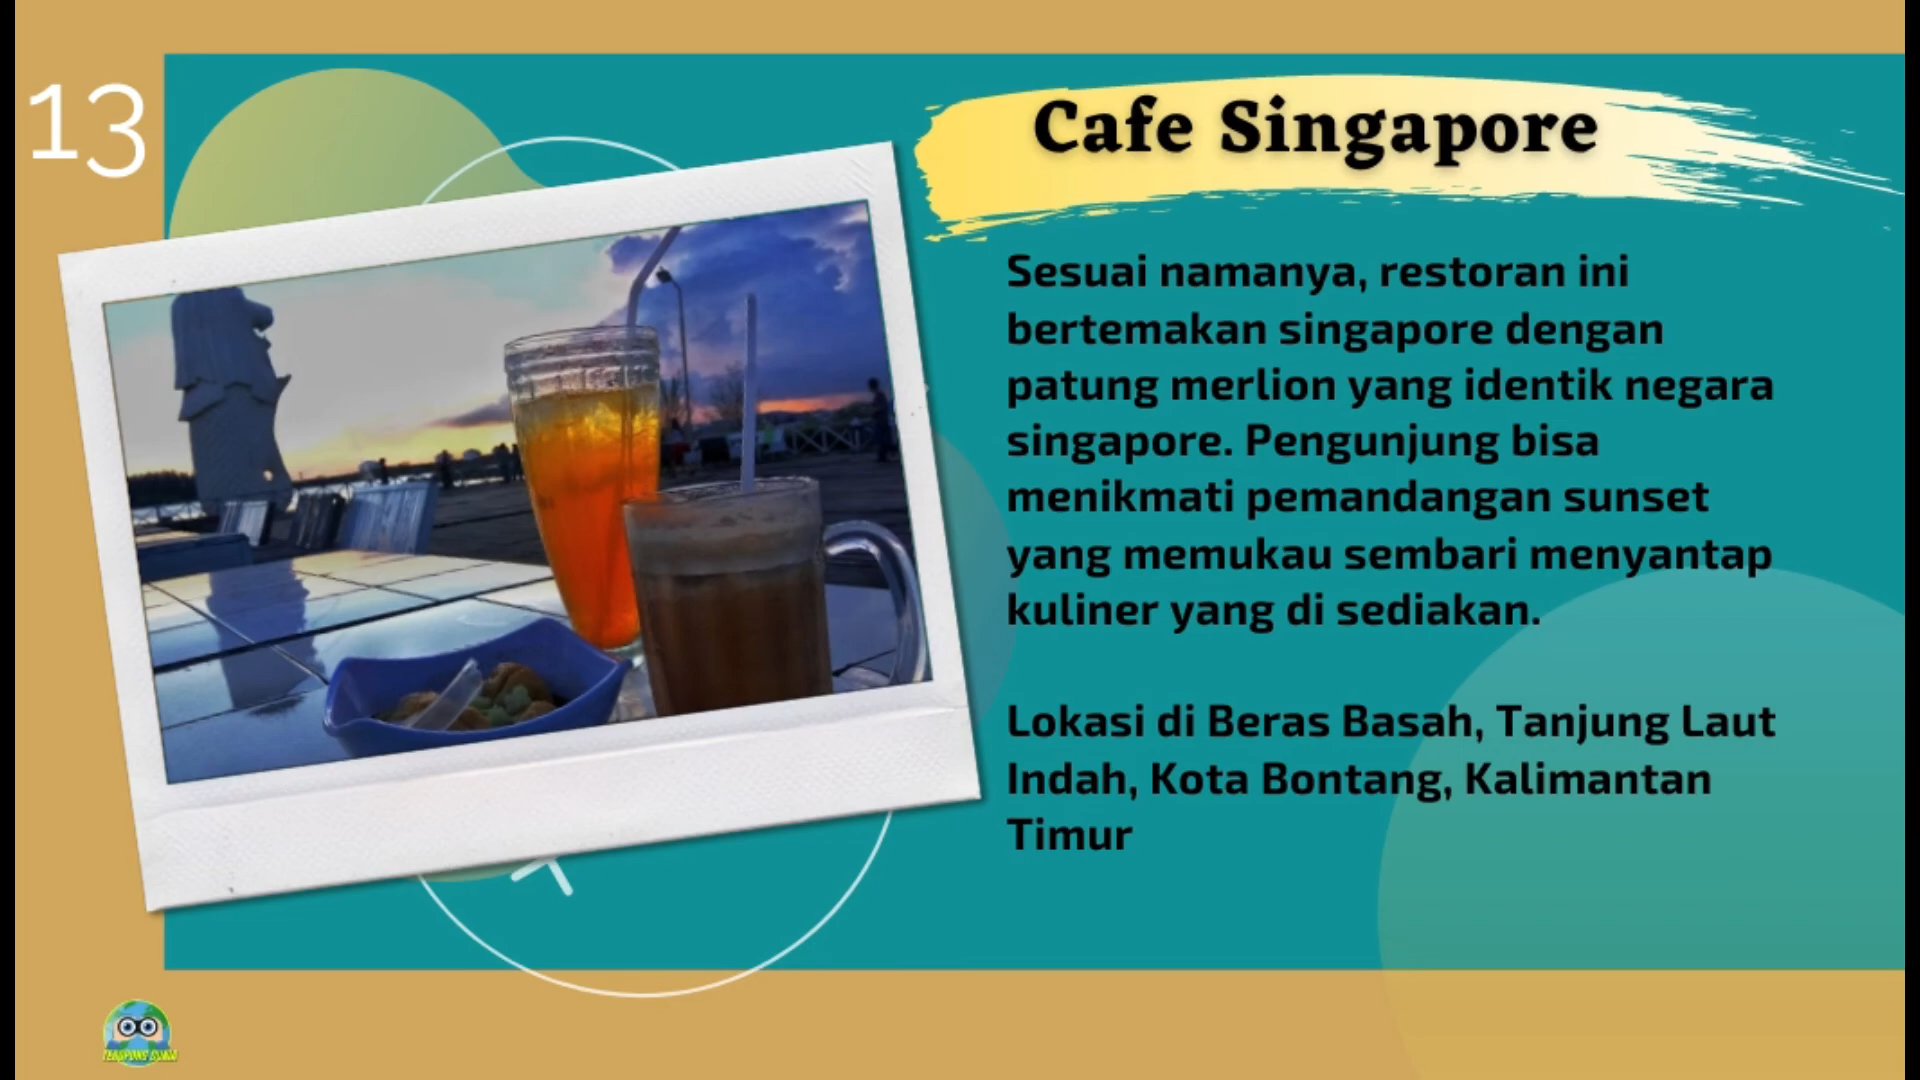 13
Cafe Singapore
Sesuai namanya, restoran ini
bertemakan singapore dengan
patung merlion yang identik negara
singapore. Pengunjung bisa
menikmati pemandangan sunset
yang memukau sembari menyantap
kuliner yang di sediakan.
Lokasi di Beras Basah, Tanjung Laut
Indah, Kota Bontang, Kalimantan
Timur